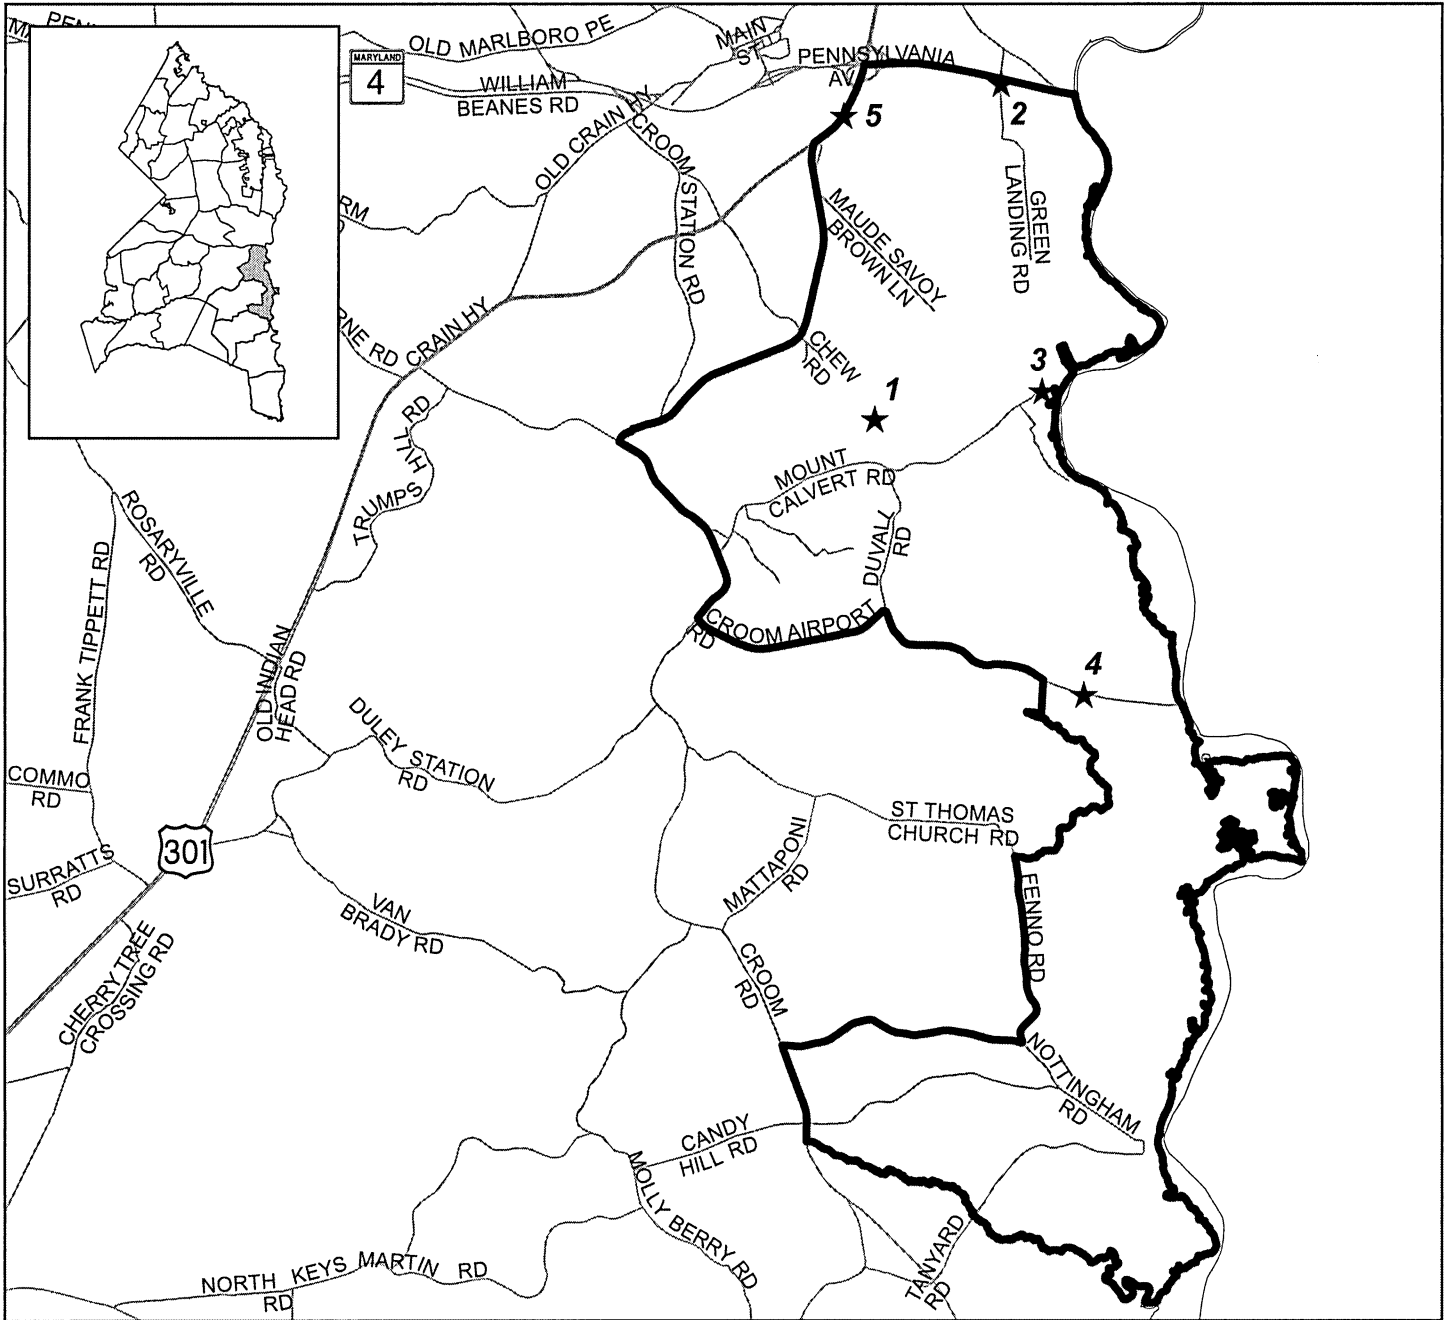 OLD MARLBORO PE
MAIN
ST
PENNSYLVANIA
AV
MARYLAND
4
WILLIAM
BEANES RD
2
5
OLD CRAIN HY
CROOM STATION RD
GREEN
LANDING RD
MAUDE SAVOY
BROWN LN
RM
RNE RD
CRAIN HY
CHEW
RD
3
1
TRUMPS
HILL
RD
MOUNT
CALVERT RD
ROSARYVILLE
RD
DUVALL
RD
FRANK TIPPETT RD
CROOM AIRPORT
RD
OLD INDIAN
HEAD RD
4
DULEY STATION
RD
COMMO
RD
ST THOMAS
CHURCH RD
301
MATTAPONI
RD
SURRATTS
RD
FENNO RD
VAN
BRADY RD
CHERRY TREE
CROSSING RD
CROOM
RD
NOTTINGHAM
RD
CANDY
HILL RD
MOLLY BERRY RD
TANYARD
RD
NORTH KEYS MARTIN RD
RD